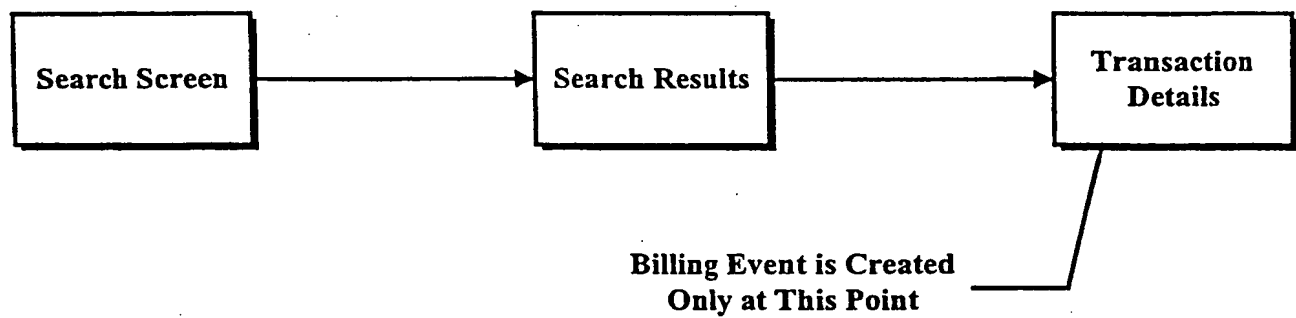 Search Screen
Search Results
Transaction
Details
Billing Event is Created
Only at This Point